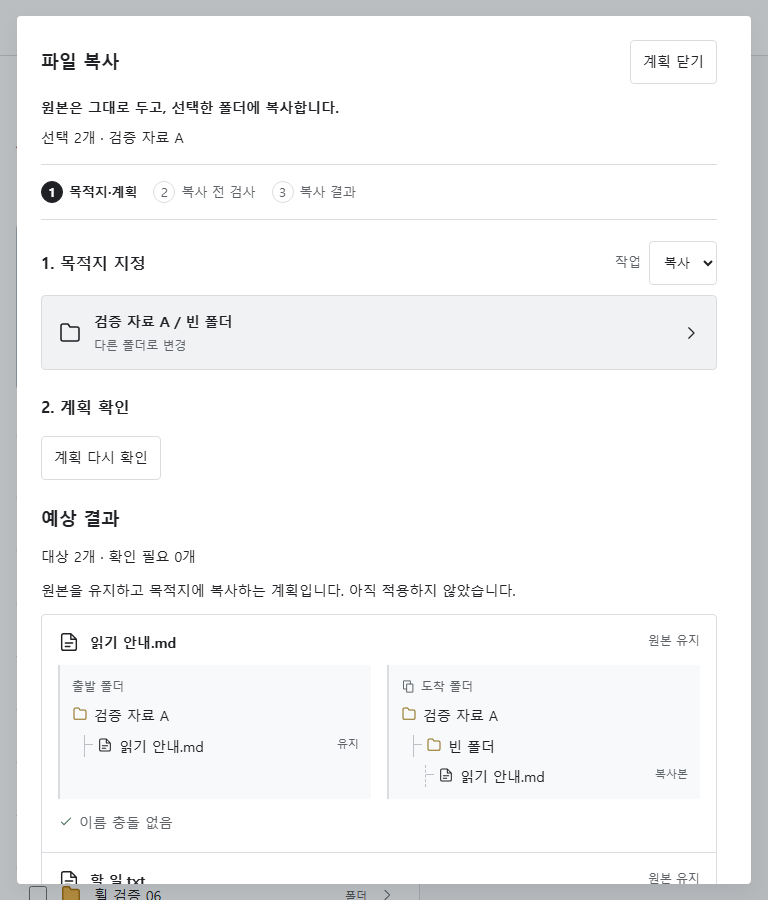 파일 복사
계획 닫기
원본은 그대로 두고, 선택한 폴더에 복사합니다.
선택 2개 · 검증 자료 A
1 목적지·계획 2 복사 전 검사 3 복사 결과
1. 목적지 지정
작업 복사
검증 자료 A / 빈 폴더
다른 폴더로 변경
2. 계획 확인
계획 다시 확인
예상 결과
대상 2개 · 확인 필요 0개
원본을 유지하고 목적지에 복사하는 계획입니다. 아직 적용하지 않았습니다.
읽기 안내.md 원본 유지
출발 폴더
검증 자료 A
읽기 안내.md 유지
도착 폴더
검증 자료 A
빈 폴더
읽기 안내.md 복사본
이름 충돌 없음
할 일.txt 원본 유지
휠 검증 06 폴더